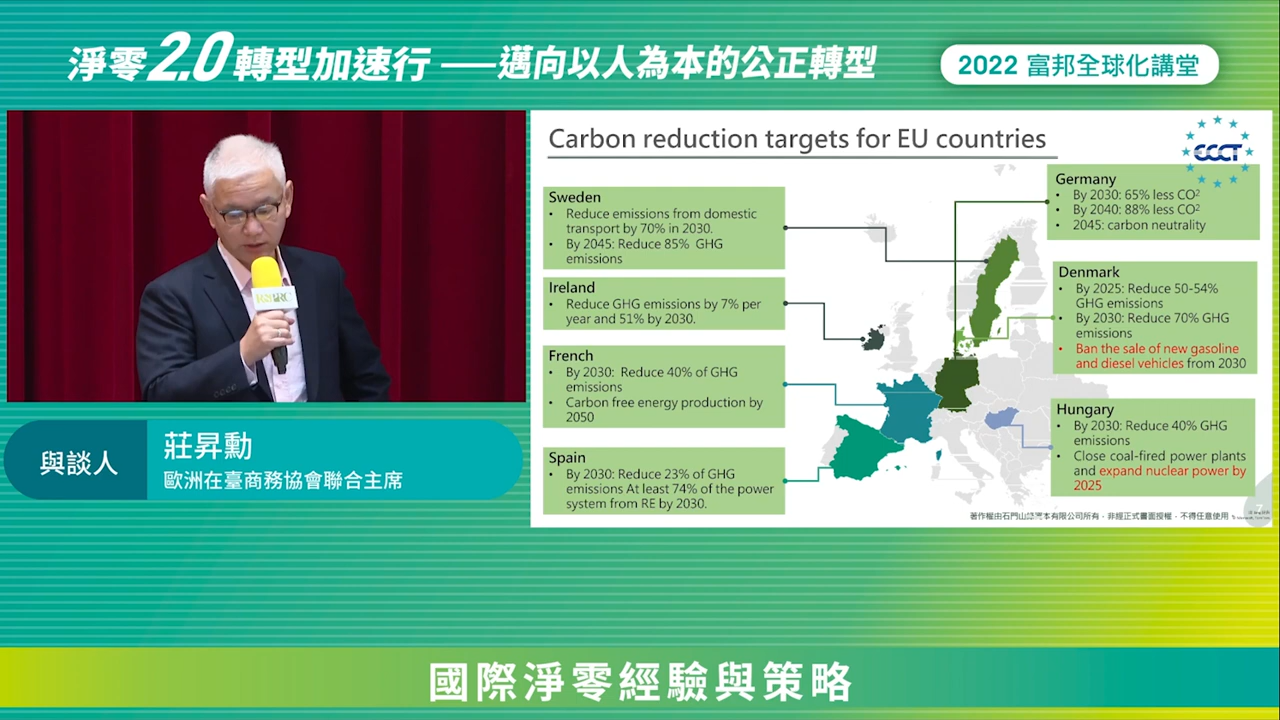 淨零2.0轉型加速行——邁向以人為本的公正轉型
2022 富邦全球化講堂
與談人
莊昇勳
歐洲在臺商務協會聯合主席
Carbon reduction targets for EU countries
ECCT
Sweden
• Reduce emissions from domestic
transport by 70% in 2030.
• By 2045: Reduce 85% GHG
emissions
Ireland
• Reduce GHG emissions by 7% per
year and 51% by 2030.
French
• By 2030: Reduce 40% of GHG
emissions
• Carbon free energy production by
2050
Spain
• By 2030: Reduce 23% of GHG
emissions At least 74% of the power
system from RE by 2030.
Germany
• By 2030: 65% less CO²
• By 2040: 88% less CO²
• 2045: carbon neutrality
Denmark
• By 2025: Reduce 50-54%
GHG emissions
• By 2030: Reduce 70% GHG
emissions
• Ban the sale of new gasoline
and diesel vehicles from 2030
Hungary
• By 2030: Reduce 40% GHG
emissions
• Close coal-fired power plants
and expand nuclear power by
2025
著作權由石門山綠資本有限公司所有，非經正式書面授權，不得任意使用
7
國際淨零經驗與策略